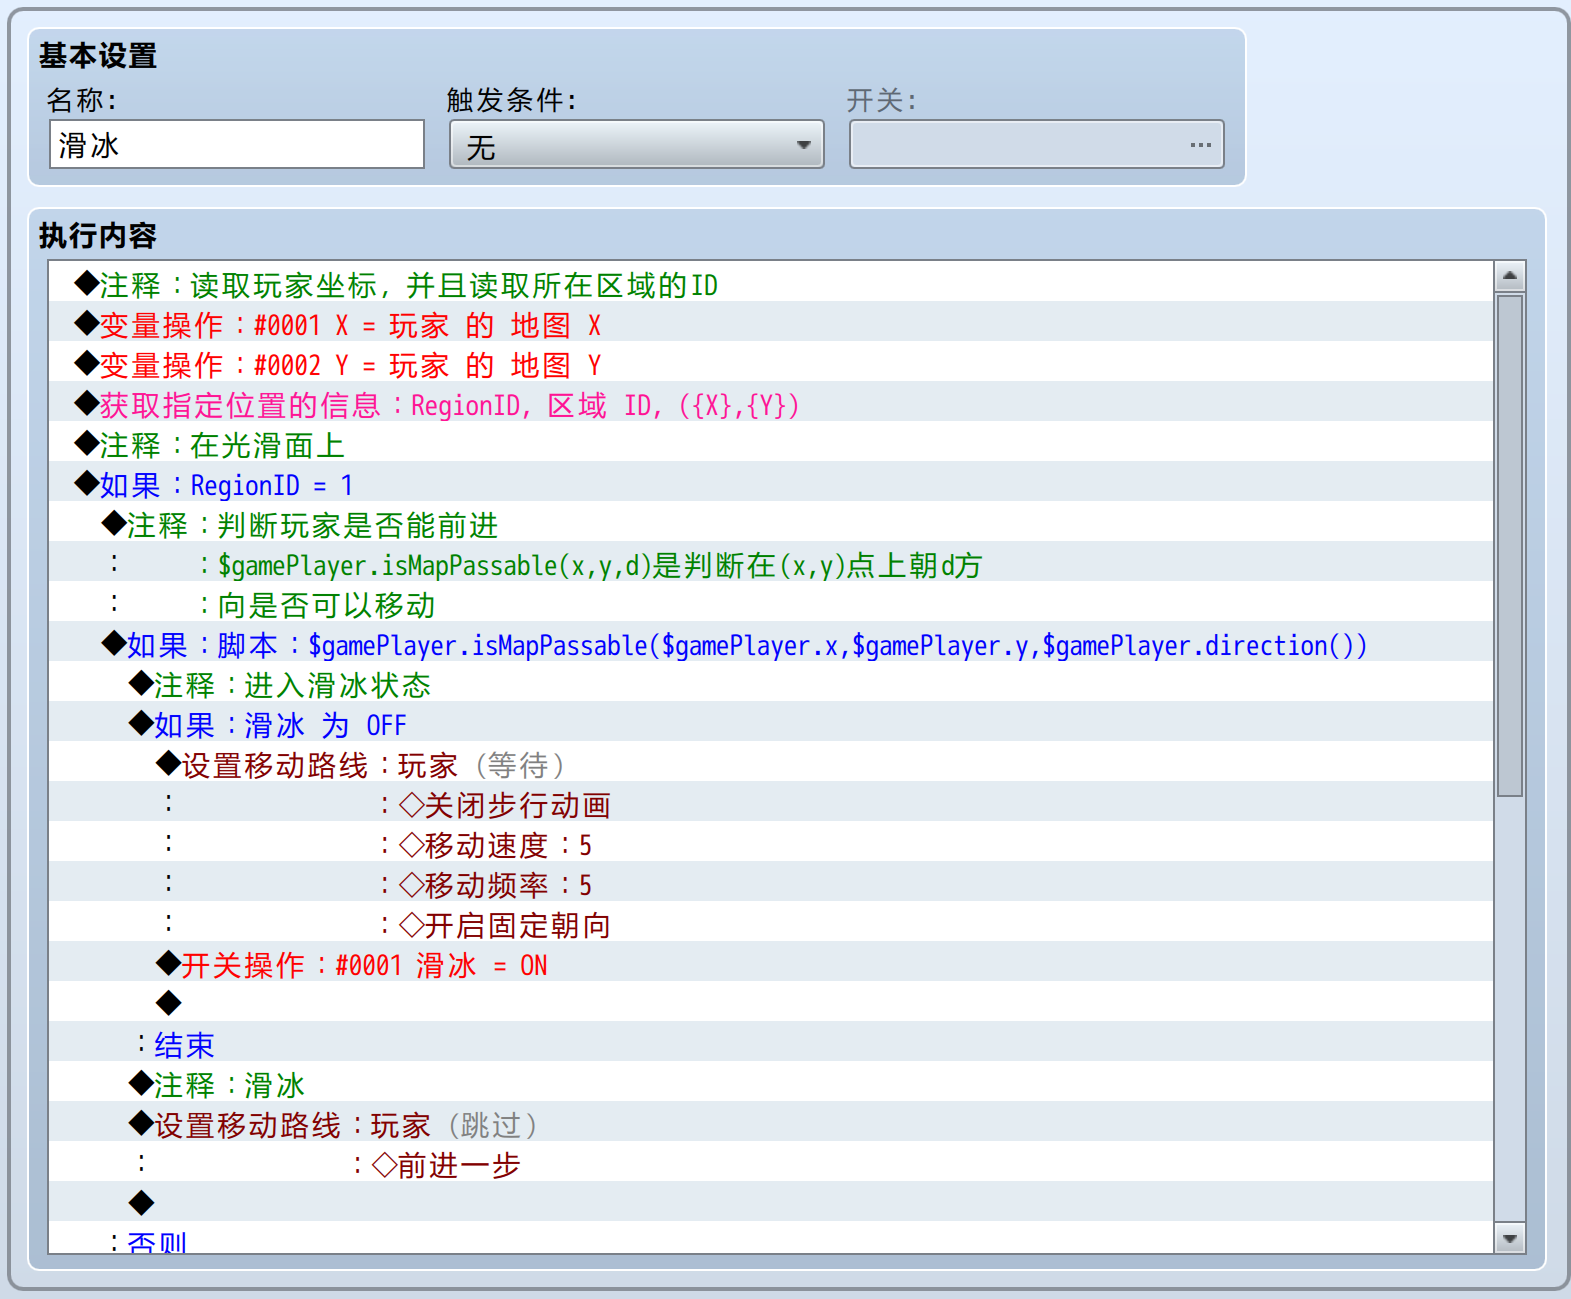 基本设置
名称:
触发条件:
开关:
滑冰
无
...
执行内容
◆注释：读取玩家坐标, 并且读取所在区域的ID
◆变量操作：#0001 X = 玩家 的 地图 X
◆变量操作：#0002 Y = 玩家 的 地图 Y
◆获取指定位置的信息：RegionID, 区域 ID, ({X},{Y})
◆注释：在光滑面上
◆如果：RegionID = 1
◆注释：判断玩家是否能前进
：：$gamePlayer.isMapPassable(x,y,d)是判断在(x,y)点上朝d方
：：向是否可以移动
◆如果：脚本：$gamePlayer.isMapPassable($gamePlayer.x,$gamePlayer.y,$gamePlayer.direction())
◆注释：进入滑冰状态
◆如果：滑冰 为 OFF
◆设置移动路线：玩家 (等待)
：：◇关闭步行动画
：：◇移动速度：5
：：◇移动频率：5
：：◇开启固定朝向
◆开关操作：#0001 滑冰 = ON
◆
：结束
◆注释：滑冰
◆设置移动路线：玩家 (跳过)
：：◇前进一步
◆
：否则